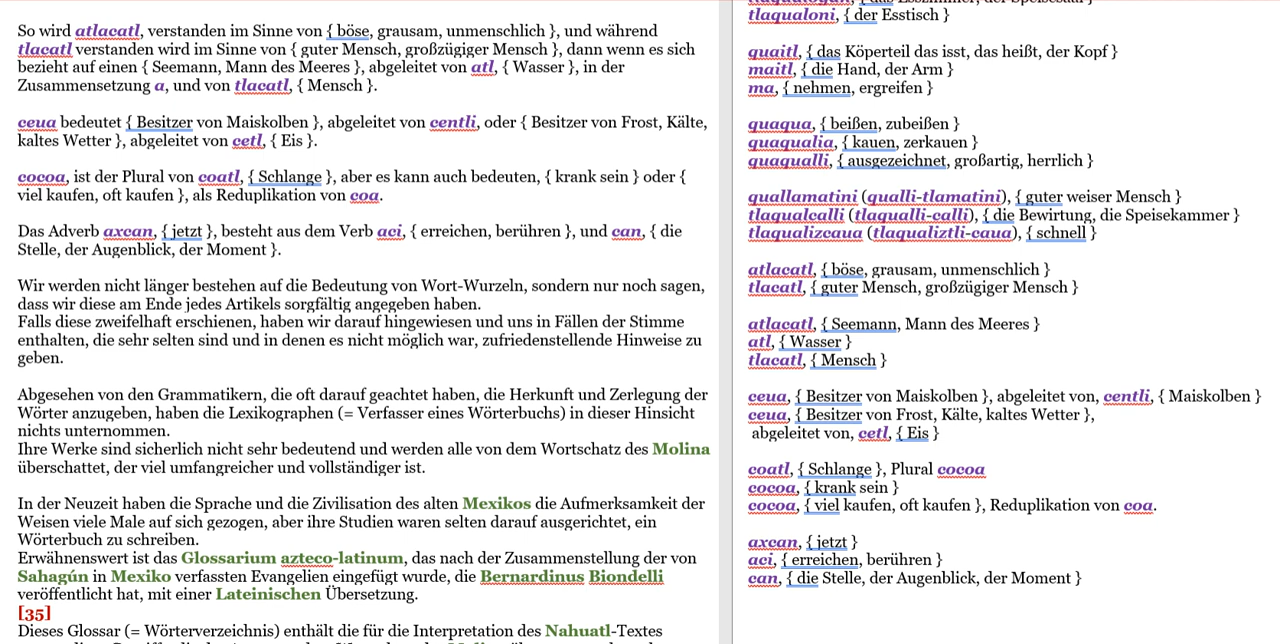 So wird atlacatl, verstanden im Sinne von { böse, grausam, unmenschlich }, und während
tlacatl verstanden wird im Sinne von { guter Mensch, großzügiger Mensch }, dann wenn es sich
bezieht auf einen { Seemann, Mann des Meeres }, abgeleitet von atl, { Wasser }, in der
Zusammensetzung a, und von tlacatl, { Mensch }.
ceua bedeutet { Besitzer von Maiskolben }, abgeleitet von centli, oder { Besitzer von Frost, Kälte,
kaltes Wetter }, abgeleitet von cetl, { Eis }.
cocoa, ist der Plural von coatl, { Schlange }, aber es kann auch bedeuten, { krank sein } oder {
viel kaufen, oft kaufen }, als Reduplikation von coa.
Das Adverb axcan, { jetzt }, besteht aus dem Verb aci, { erreichen, berühren }, und can, { die
Stelle, der Augenblick, der Moment }.
Wir werden nicht länger bestehen auf die Bedeutung von Wort-Wurzeln, sondern nur noch sagen,
dass wir diese am Ende jedes Artikels sorgfältig angegeben haben.
Falls diese zweifelhaft erschienen, haben wir darauf hingewiesen und uns in Fällen der Stimme
enthalten, die sehr selten sind und in denen es nicht möglich war, zufriedenstellende Hinweise zu
geben.
Abgesehen von den Grammatikern, die oft darauf geachtet haben, die Herkunft und Zerlegung der
Wörter anzugeben, haben die Lexikographen (= Verfasser eines Wörterbuchs) in dieser Hinsicht
nichts unternommen.
Ihre Werke sind sicherlich nicht sehr bedeutend und werden alle von dem Wortschatz des Molina
überschattet, der viel umfangreicher und vollständiger ist.
In der Neuzeit haben die Sprache und die Zivilisation des alten Mexikos die Aufmerksamkeit der
Weisen viele Male auf sich gezogen, aber ihre Studien waren selten darauf ausgerichtet, ein
Wörterbuch zu schreiben.
Erwähnenswert ist das Glossarium azteco-latinum, das nach der Zusammenstellung der von
Sahagún in Mexiko verfassten Evangelien eingefügt wurde, die Bernardinus Biondelli
veröffentlicht hat, mit einer Lateinischen Übersetzung.
[35]
Dieses Glossar (= Wörterverzeichnis) enthält die für die Interpretation des Nahuatl-Textes
tlaqualoni, { der Esstisch }
quaitl, { das Köperteil das isst, das heißt, der Kopf }
maitl, { die Hand, der Arm }
ma, { nehmen, ergreifen }
quaqua, { beißen, zubeißen }
quaqualia, { kauen, zerkauen }
quaqualli, { ausgezeichnet, großartig, herrlich }
quallamatini (qualli-tlamatini), { guter weiser Mensch }
tlaqualcalli (tlaqualli-calli), { die Bewirtung, die Speisekammer }
tlaqualizcaua (tlaqualiztli-caua), { schnell }
atlacatl, { böse, grausam, unmenschlich }
tlacatl, { guter Mensch, großzügiger Mensch }
atlacatl, { Seemann, Mann des Meeres }
atl, { Wasser }
tlacatl, { Mensch }
ceua, { Besitzer von Maiskolben }, abgeleitet von, centli, { Maiskolben }
ceua, { Besitzer von Frost, Kälte, kaltes Wetter },
abgeleitet von, cetl, { Eis }
coatl, { Schlange }, Plural cocoa
cocoa, { krank sein }
cocoa, { viel kaufen, oft kaufen }, Reduplikation von coa.
axcan, { jetzt }
aci, { erreichen, berühren }
can, { die Stelle, der Augenblick, der Moment }